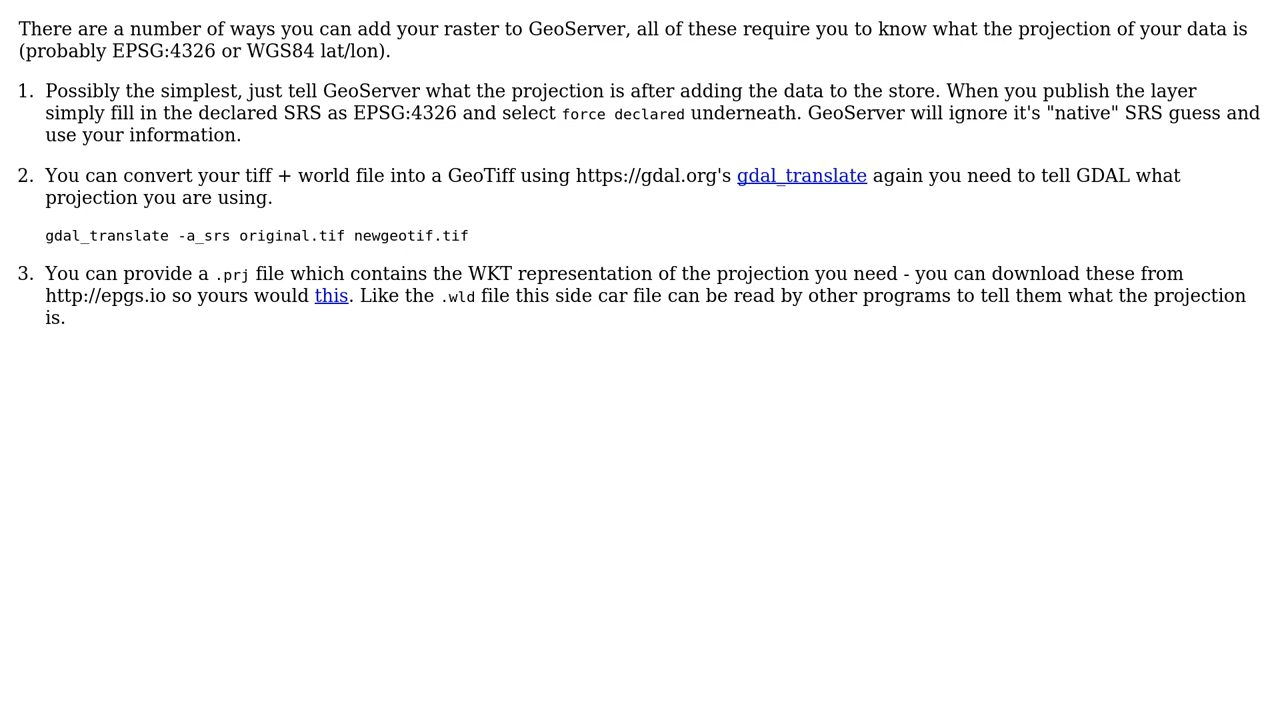 There are a number of ways you can add your raster to GeoServer, all of these require you to know what the projection of your data is
(probably EPSG:4326 or WGS84 lat/lon).
1. Possibly the simplest, just tell GeoServer what the projection is after adding the data to the store. When you publish the layer
simply fill in the declared SRS as EPSG:4326 and select force declared underneath. GeoServer will ignore it's "native" SRS guess and
use your information.
2. You can convert your tiff + world file into a GeoTiff using https://gdal.org's gdal_translate again you need to tell GDAL what
projection you are using.
gdal_translate -a_srs original.tif newgeotif.tif
3. You can provide a .prj file which contains the WKT representation of the projection you need - you can download these from
http://epgs.io so yours would this. Like the .wld file this side car file can be read by other programs to tell them what the projection
is.